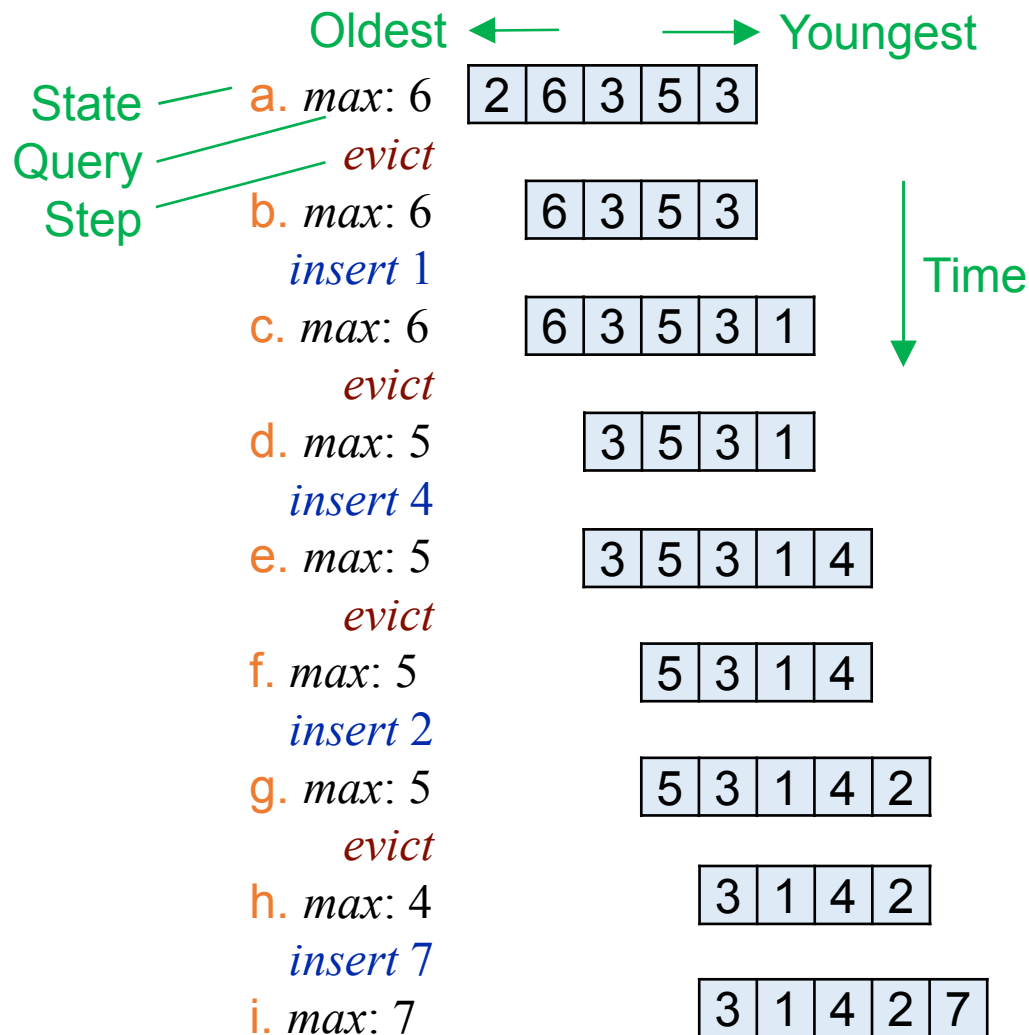 Oldest Youngest
State a. max: 6 2 6 3 5 3
Query evict
Step b. max: 6 6 3 5 3
insert 1 Time
c. max: 6 6 3 5 3 1
evict
d. max: 5 3 5 3 1
insert 4
e. max: 5 3 5 3 1 4
evict
f. max: 5 5 3 1 4
insert 2
g. max: 5 5 3 1 4 2
evict
h. max: 4 3 1 4 2
insert 7
i. max: 7 3 1 4 2 7